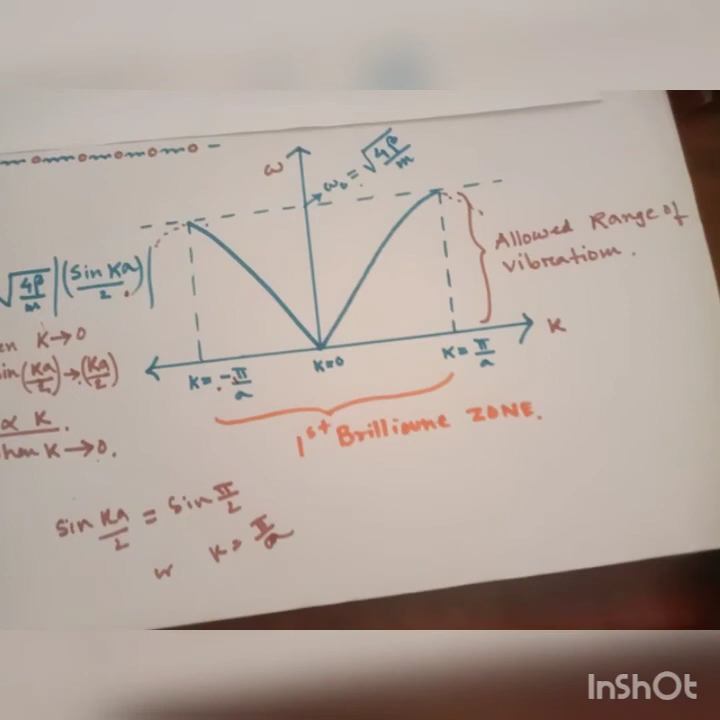 ω
ω₀ = √(4β/m)
√(4β/m) |(sin Ka)/2|
K→0
(Ka/2)→(Ka/2)
∝ K.
K→0.
Allowed Range of
vibration.
K
K = -π/a
K=0
K = π/a
1st Brillioune ZONE.
sin Ka/2 = sin π/2
K = π/a
InShOt